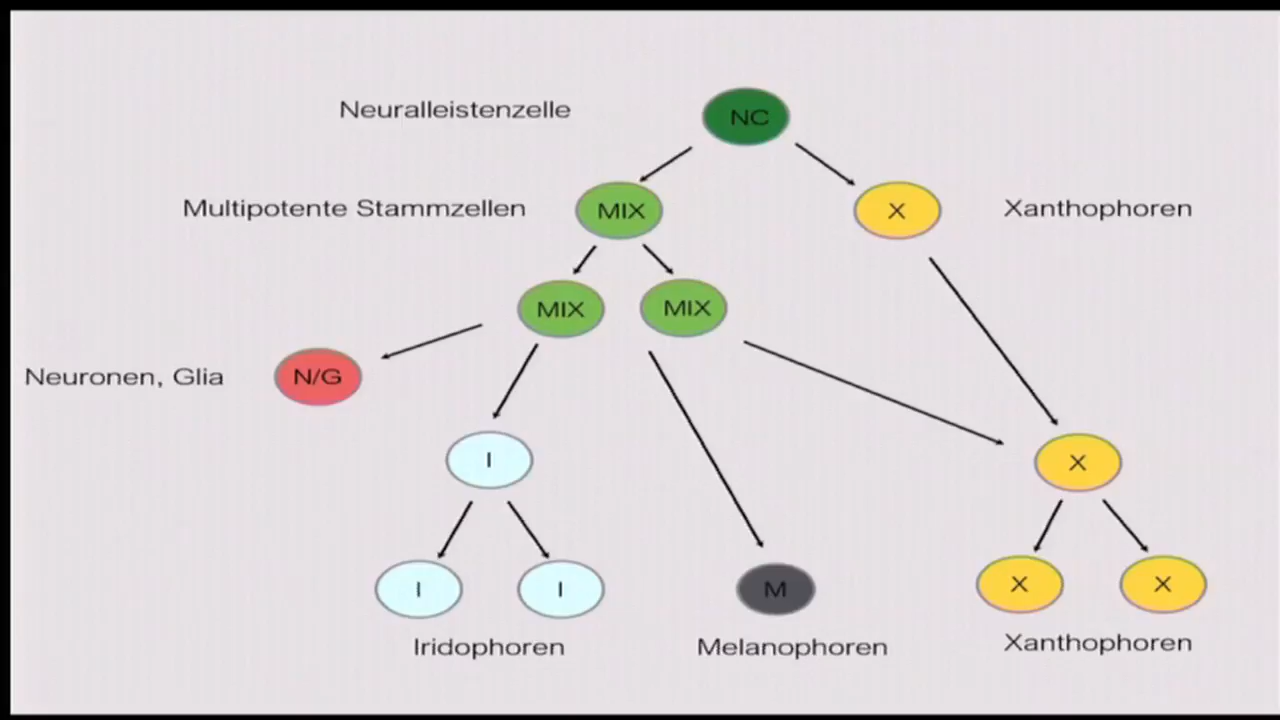 Neuralleistenzelle
NC
Multipotente Stammzellen
MIX
X
Xanthophoren
MIX
MIX
Neuronen, Glia
N/G
I
X
I
I
M
X
X
Iridophoren
Melanophoren
Xanthophoren